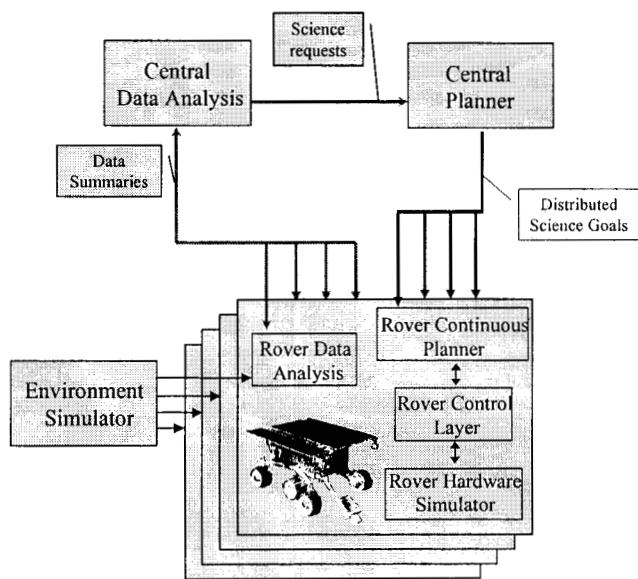 Science
requests
Central
Data Analysis
Central
Planner
Data
Summaries
Distributed
Science Goals
Rover Continuous
Planner
Rover Data
Analysis
Environment
Simulator
Rover Control
Layer
Rover Hardware
Simulator